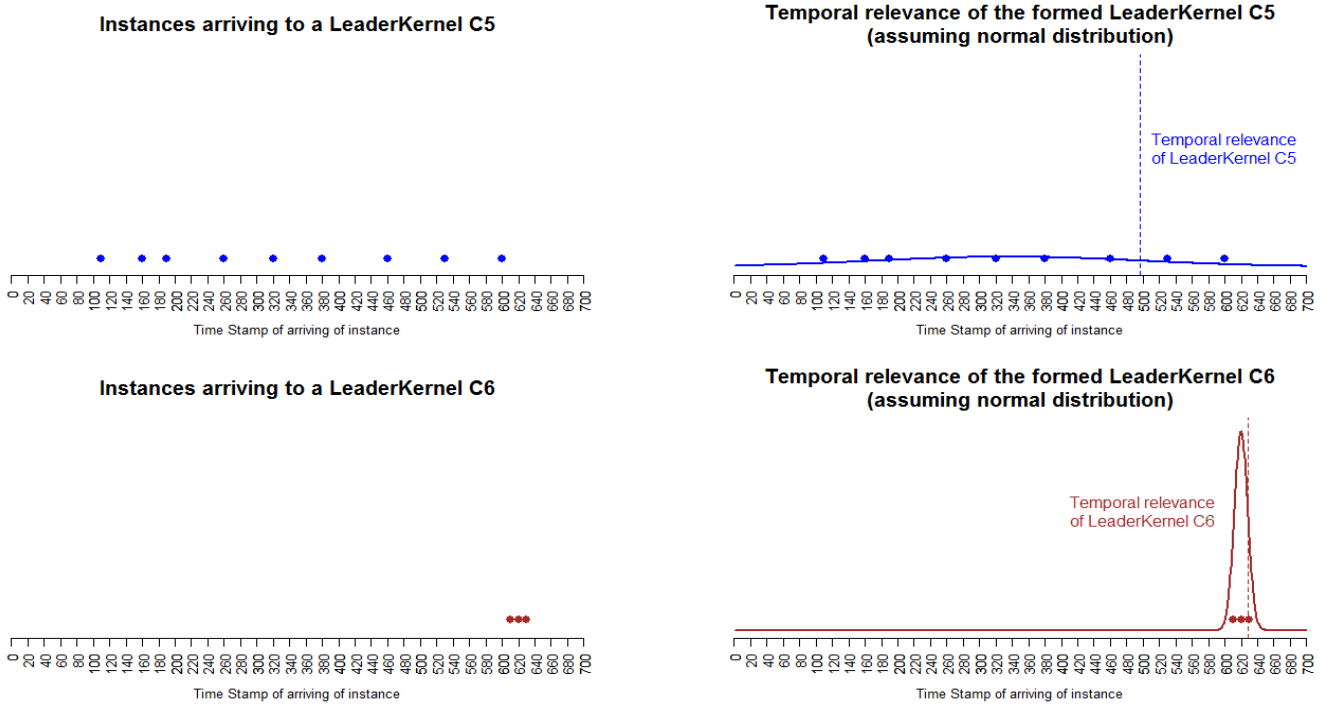 Instances arriving to a LeaderKernel C5
0 20 40 60 80 100 120 140 160 180 200 220 240 260 280 300 320 340 360 380 400 420 440 460 480 500 520 540 560 580 600 620 640 660 680 700
Time Stamp of arriving of instance
Temporal relevance of the formed LeaderKernel C5
(assuming normal distribution)
Temporal relevance
of LeaderKernel C5
0 20 40 60 80 100 120 140 160 180 200 220 240 260 280 300 320 340 360 380 400 420 440 460 480 500 520 540 560 580 600 620 640 660 680 700
Time Stamp of arriving of instance
Instances arriving to a LeaderKernel C6
0 20 40 60 80 100 120 140 160 180 200 220 240 260 280 300 320 340 360 380 400 420 440 460 480 500 520 540 560 580 600 620 640 660 680 700
Time Stamp of arriving of instance
Temporal relevance of the formed LeaderKernel C6
(assuming normal distribution)
Temporal relevance
of LeaderKernel C6
0 20 40 60 80 100 120 140 160 180 200 220 240 260 280 300 320 340 360 380 400 420 440 460 480 500 520 540 560 580 600 620 640 660 680 700
Time Stamp of arriving of instance